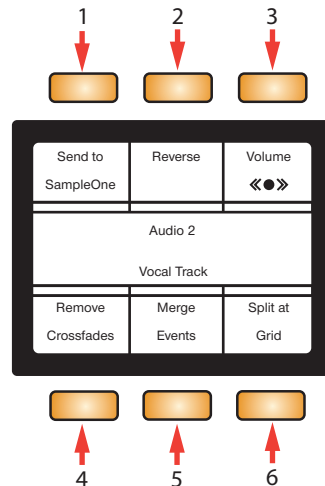 1 2 3
Send to Reverse Volume
SampleOne
Audio 2
Vocal Track
Remove Merge Split at
Crossfades Events Grid
4 5 6